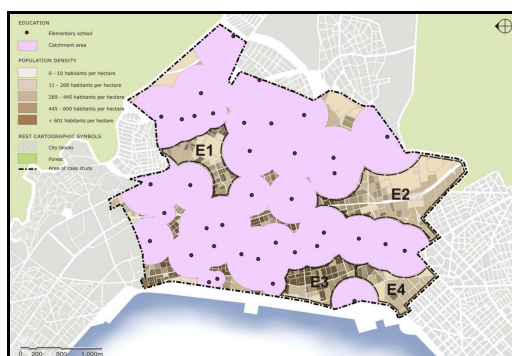 EDUCATION
Elementary school
Catchment area
POPULATION DENSITY
0 - 10 habitants per hectare
11 - 268 habitants per hectare
269 - 445 habitants per hectare
445 - 600 habitants per hectare
< 601 habitants per hectare
REST CARTOGRAPHIC SYMBOLS
City blocks
Forest
Area of case study
E1
E2
E3
E4
0 200 500 1.000m